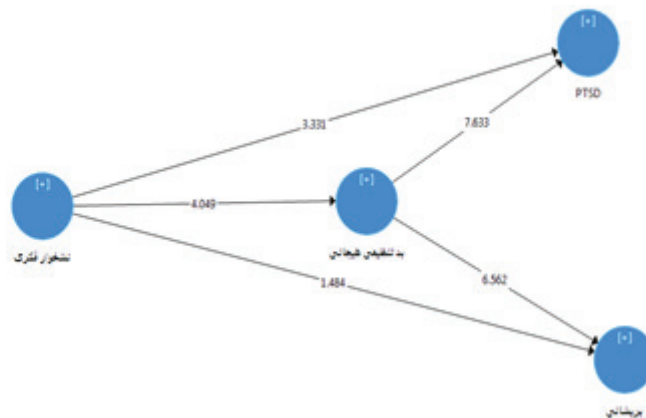 [+]
PTSD
3.331
7.633
[+]
4.049
[+]
نشخوار فکری
بد تنظیمی هیجانی
1.484
6.562
[+]
پریشانی